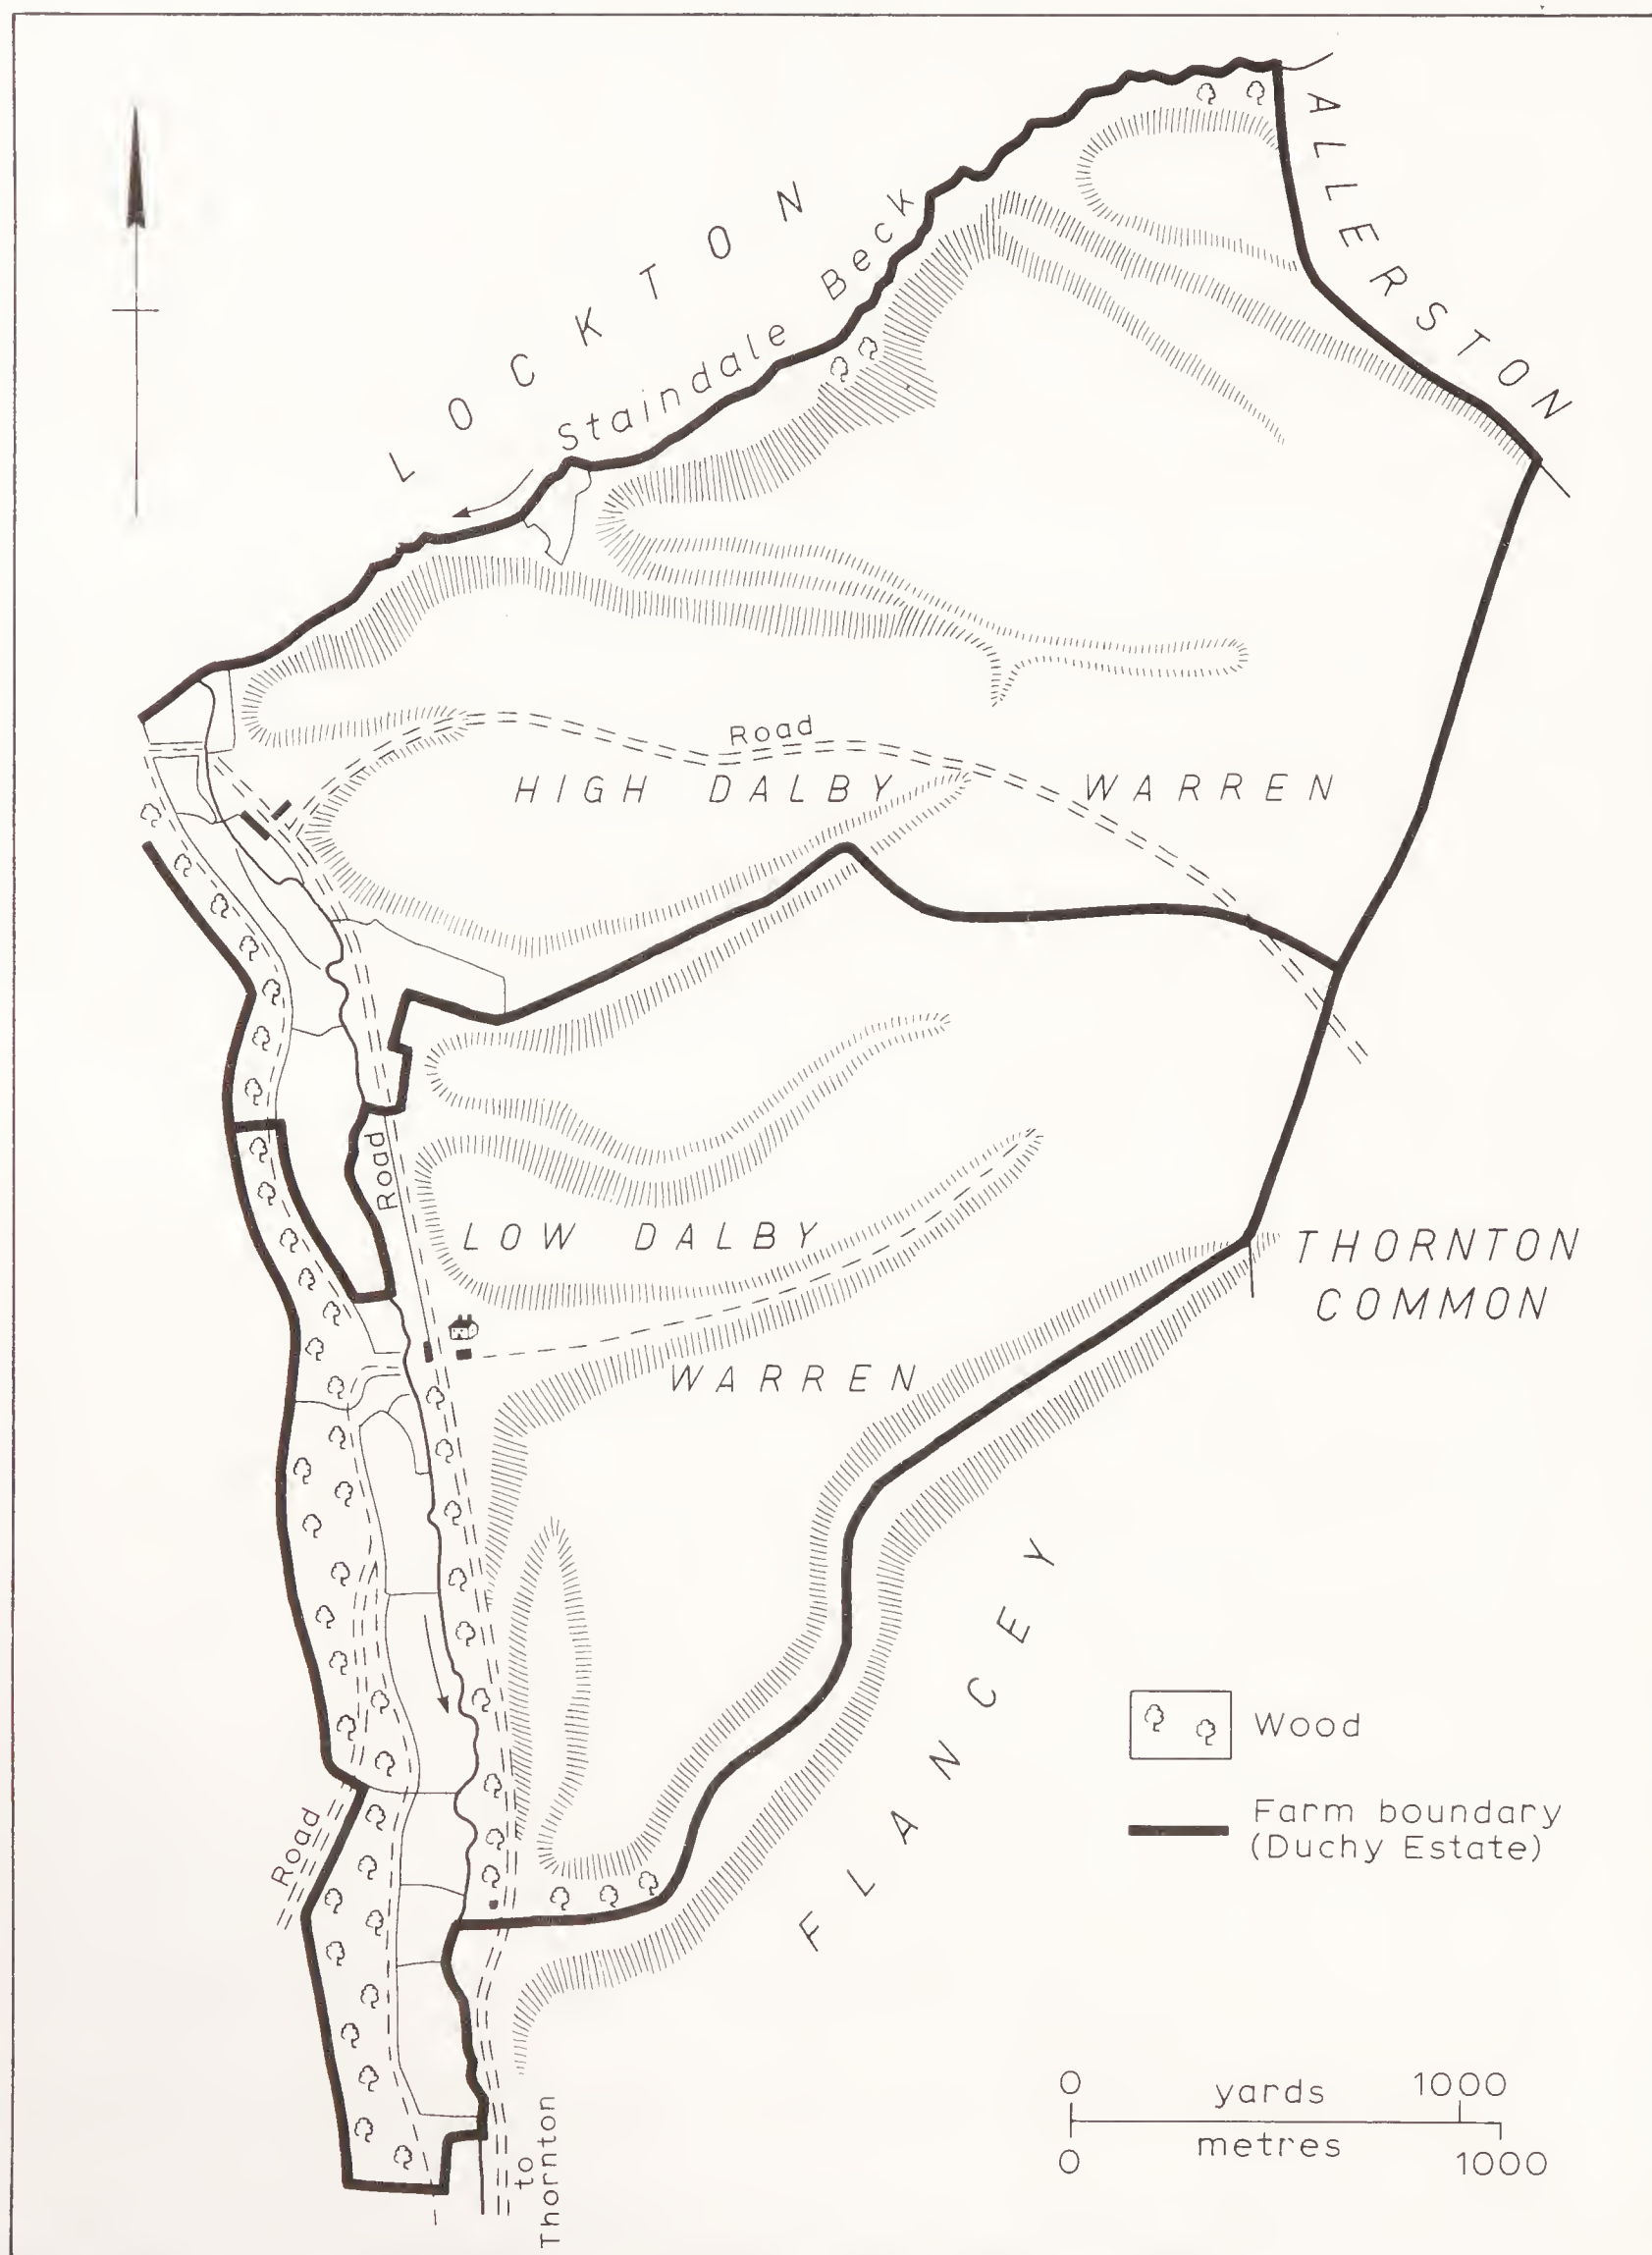 ALLERSTON
LOCKTON
Staindale Beck
Road
HIGH DALBY WARREN
Road
LOW DALBY
WARREN
THORNTON
COMMON
FLANCEY
Wood
Farm boundary
(Duchy Estate)
Road
to
Thornton
0 yards 1000
metres
0 1000